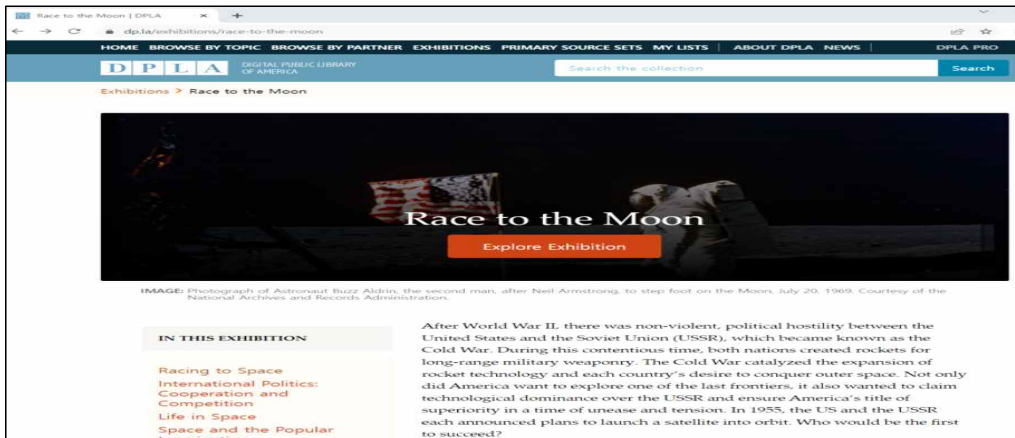 Race to the Moon | DPLA
dp.la/exhibitions/race-to-the-moon
HOME BROWSE BY TOPIC BROWSE BY PARTNER EXHIBITIONS PRIMARY SOURCE SETS MY LISTS | ABOUT DPLA NEWS | DPLA PRO
DPLA DIGITAL PUBLIC LIBRARY
OF AMERICA
Search the collection
Search
Exhibitions > Race to the Moon
Race to the Moon
Explore Exhibition
IMAGE: Photograph of Astronaut Buzz Aldrin, the second man, after Neil Armstrong, to step foot on the Moon, July 20, 1969. Courtesy of the
National Archives and Records Administration.
IN THIS EXHIBITION
Racing to Space
International Politics:
Cooperation and
Competition
Life in Space
Space and the Popular
After World War II, there was non-violent, political hostility between the
United States and the Soviet Union (USSR), which became known as the
Cold War. During this contentious time, both nations created rockets for
long-range military weaponry. The Cold War catalyzed the expansion of
rocket technology and each country's desire to conquer outer space. Not only
did America want to explore one of the last frontiers, it also wanted to claim
technological dominance over the USSR and ensure America's title of
superiority in a time of unease and tension. In 1955, the US and the USSR
each announced plans to launch a satellite into orbit. Who would be the first
to succeed?